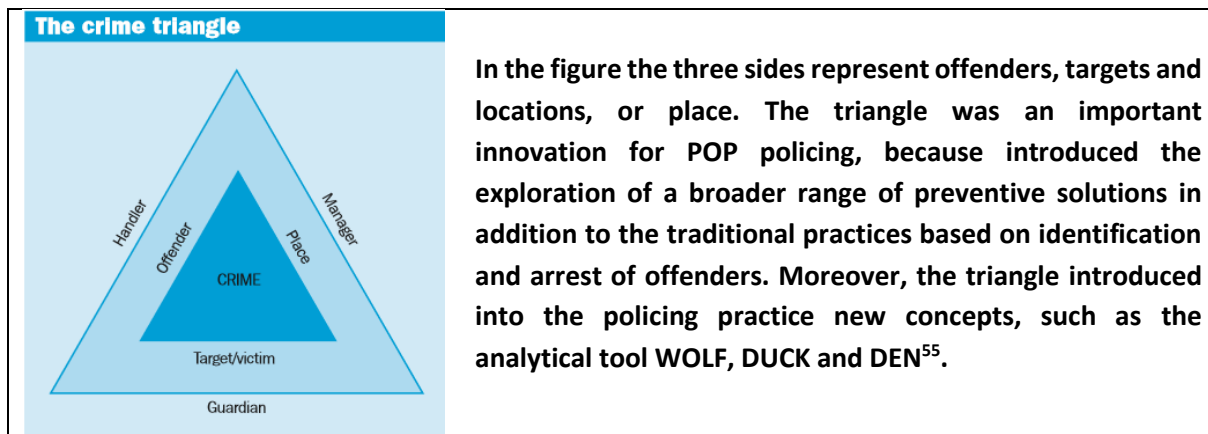 The crime triangle
Handler
Offender
Place
Manager
CRIME
Target/victim
Guardian
In the figure the three sides represent offenders, targets and
locations, or place. The triangle was an important
innovation for POP policing, because introduced the
exploration of a broader range of preventive solutions in
addition to the traditional practices based on identification
and arrest of offenders. Moreover, the triangle introduced
into the policing practice new concepts, such as the
analytical tool WOLF, DUCK and DEN55.